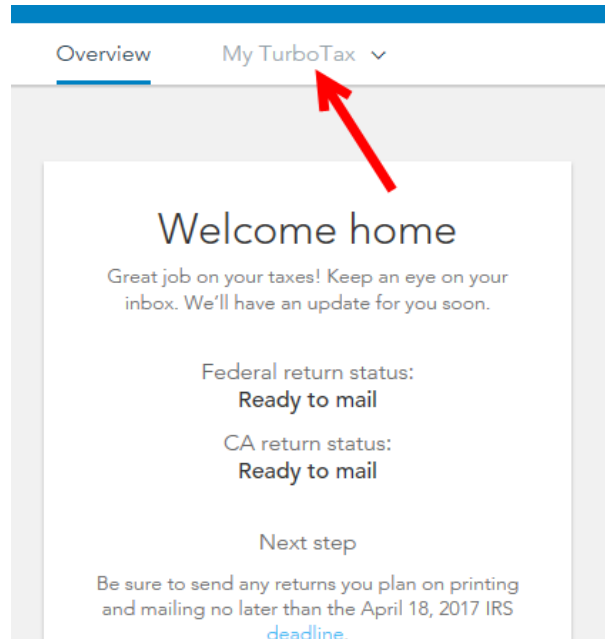 Overview My TurboTax
Welcome home
Great job on your taxes! Keep an eye on your
inbox. We'll have an update for you soon.
Federal return status:
Ready to mail
CA return status:
Ready to mail
Next step
Be sure to send any returns you plan on printing
and mailing no later than the April 18, 2017 IRS
deadline.